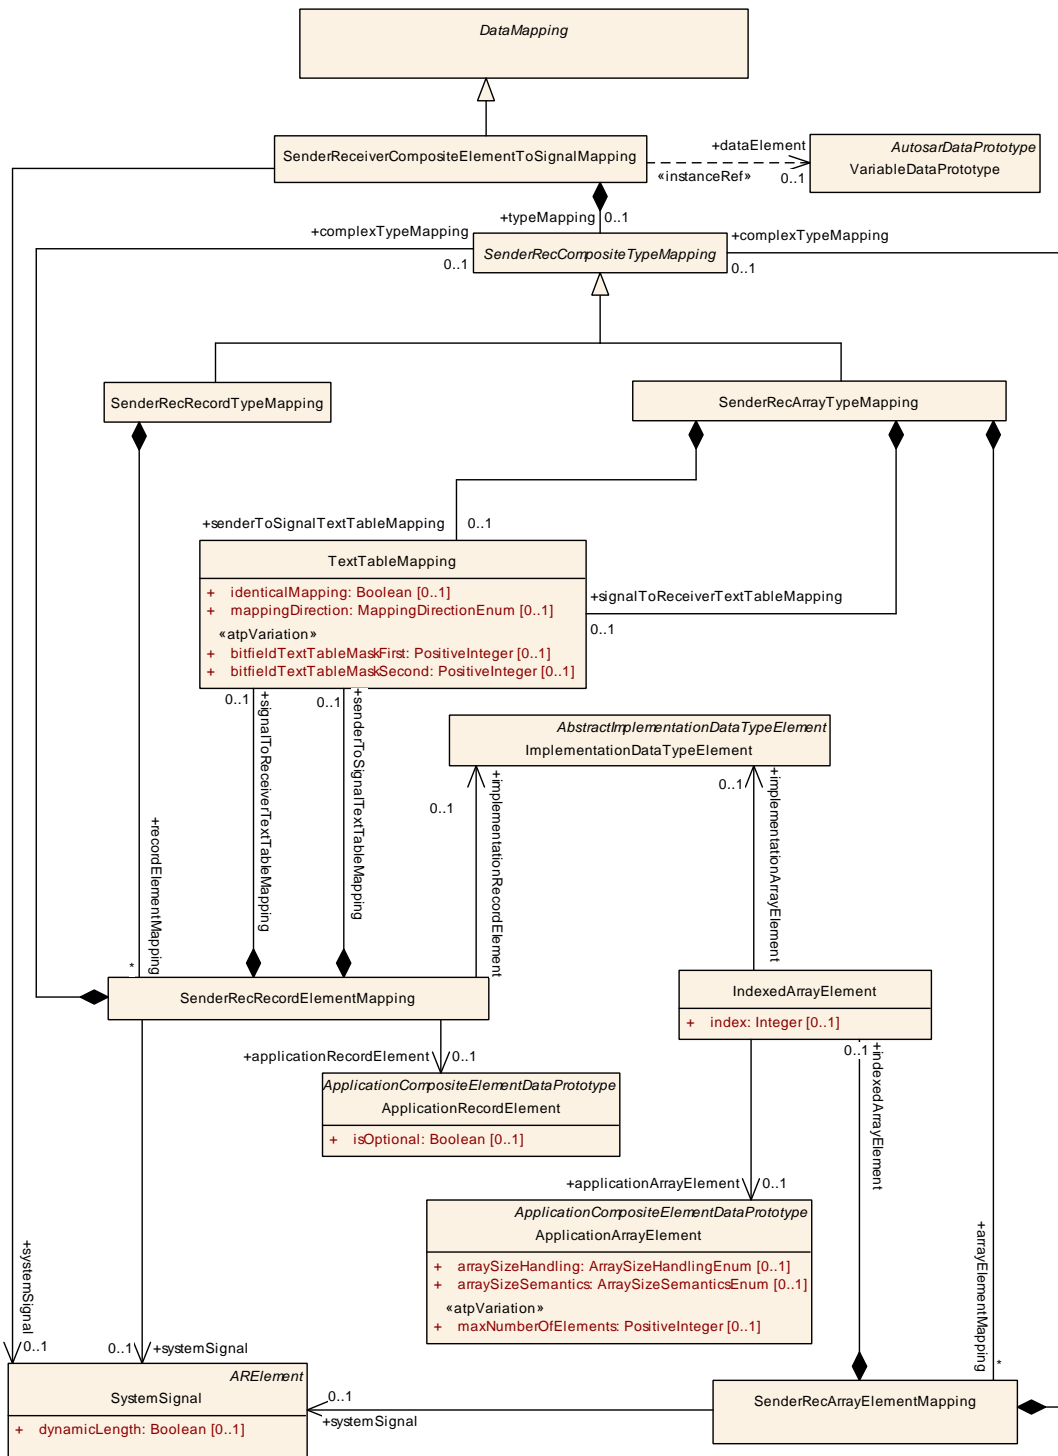 DataMapping
SenderReceiverCompositeElementToSignalMapping
+dataElement
«instanceRef»
0..1
AutosarDataPrototype
VariableDataPrototype
+typeMapping
0..1
+complexTypeMapping
0..1
SenderRecCompositeTypeMapping
+complexTypeMapping
0..1
SenderRecRecordTypeMapping
SenderRecArrayTypeMapping
+senderToSignalTextTableMapping
0..1
TextTableMapping
+ identicalMapping: Boolean [0..1]
+ mappingDirection: MappingDirectionEnum [0..1]
«atpVariation»
+ bitfieldTextTableMaskFirst: PositiveInteger [0..1]
+ bitfieldTextTableMaskSecond: PositiveInteger [0..1]
+signalToReceiverTextTableMapping
0..1
0..1
+signalToReceiverTextTableMapping
0..1
+senderToSignalTextTableMapping
AbstractImplementationDataTypeElement
ImplementationDataTypeElement
0..1
+implementationRecordElement
0..1
+implementationArrayElement
+recordElementMapping
*
SenderRecRecordElementMapping
IndexedArrayElement
+ index: Integer [0..1]
0..1
+indexedArrayElement
+applicationRecordElement
0..1
ApplicationCompositeElementDataPrototype
ApplicationRecordElement
+ isOptional: Boolean [0..1]
+applicationArrayElement
0..1
ApplicationCompositeElementDataPrototype
ApplicationArrayElement
+ arraySizeHandling: ArraySizeHandlingEnum [0..1]
+ arraySizeSemantics: ArraySizeSemanticsEnum [0..1]
«atpVariation»
+ maxNumberOfElements: PositiveInteger [0..1]
+systemSignal
0..1
0..1
+systemSignal
+arrayElementMapping
*
ARElement
SystemSignal
+ dynamicLength: Boolean [0..1]
0..1
+systemSignal
SenderRecArrayElementMapping